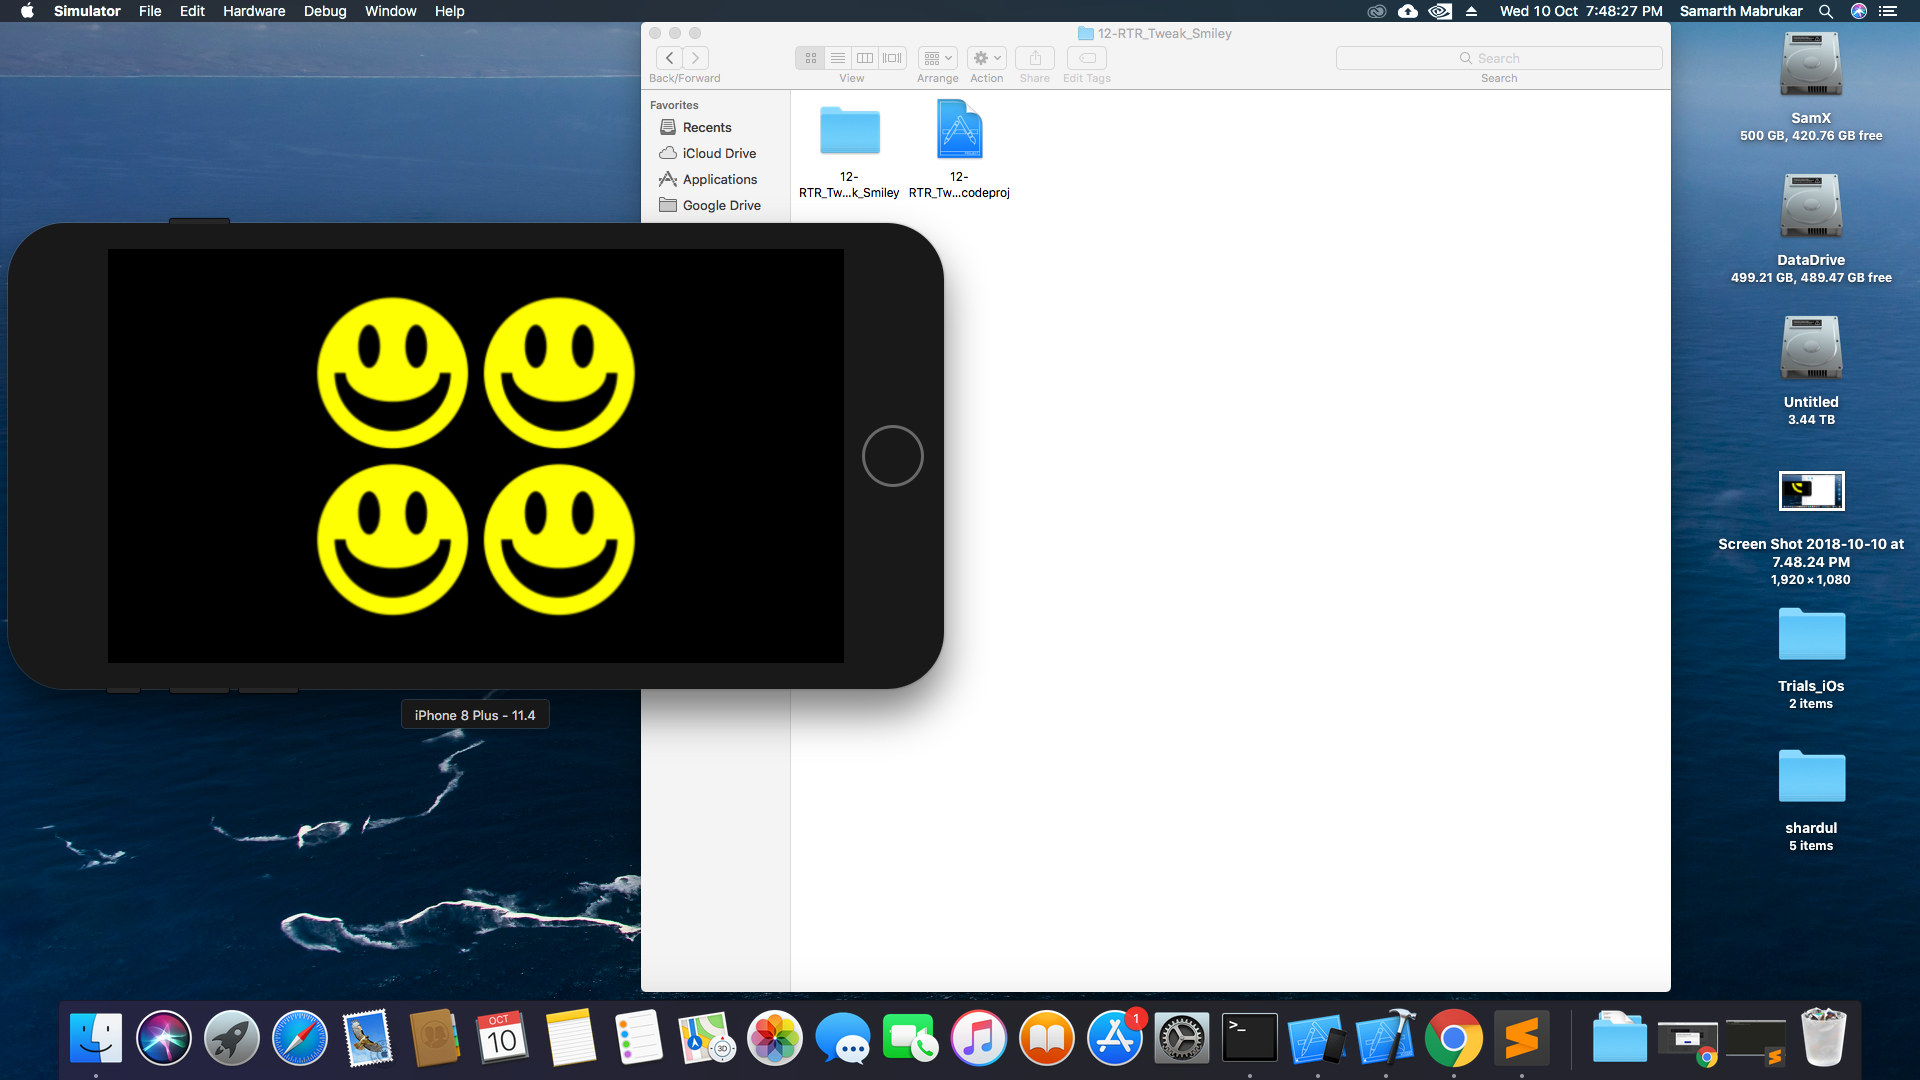 Simulator File Edit Hardware Debug Window Help
Wed 10 Oct 7:48:27 PM Samarth Mabrukar
12-RTR_Tweak_Smiley
Back/Forward
View
Arrange
Action
Share
Edit Tags
Search
Search
Favorites
Recents
iCloud Drive
Applications
Google Drive
12-
RTR_Tw...k_Smiley
12-
RTR_Tw...codeproj
iPhone 8 Plus - 11.4
SamX
500 GB, 420.76 GB free
DataDrive
499.21 GB, 489.47 GB free
Untitled
3.44 TB
Screen Shot 2018-10-10 at
7.48.24 PM
1,920 × 1,080
Trials_iOs
2 items
shardul
5 items
OCT
10
3D
1
>_